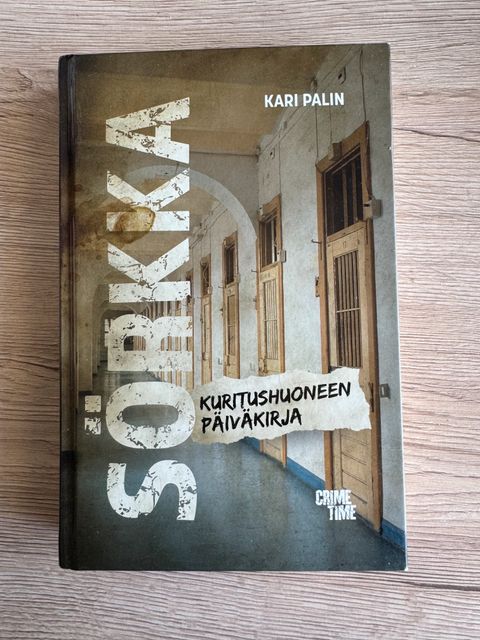 KARI PALIN
SÖRKKA
KURITUSHUONEEN
PÄIVÄKIRJA
CRIME
TIME